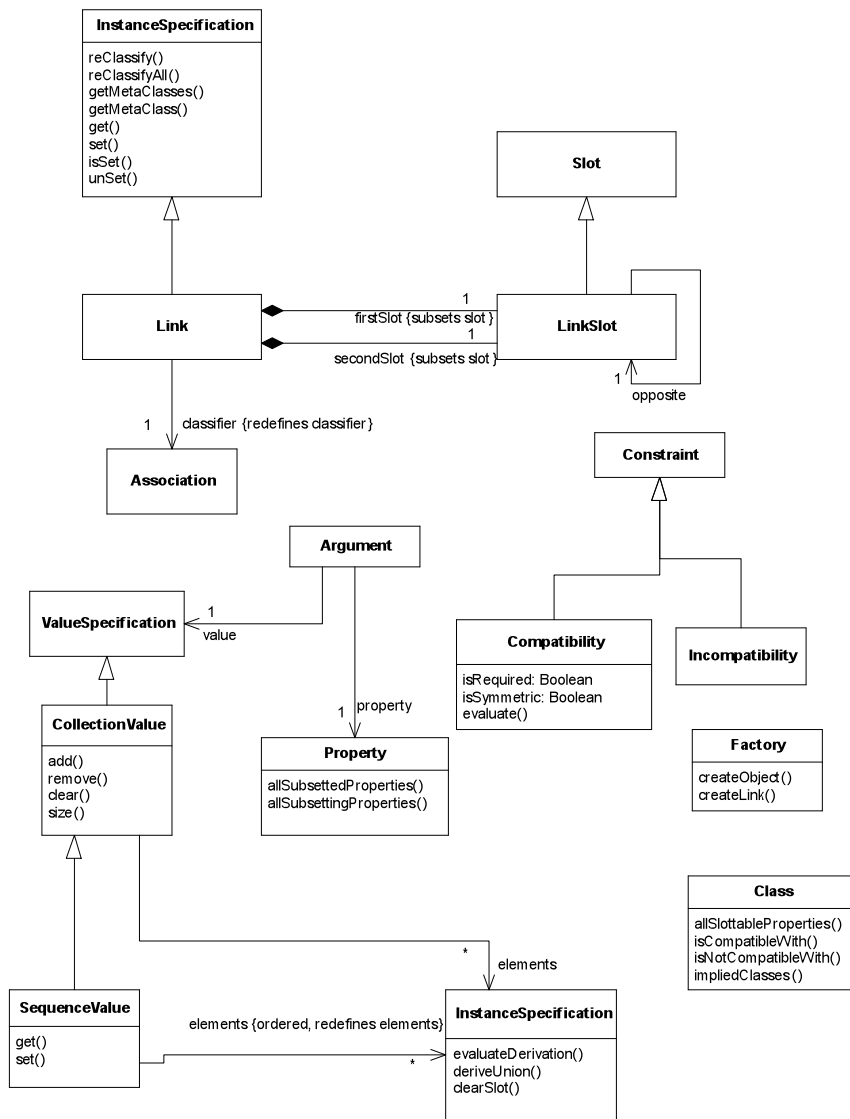 InstanceSpecification
reClassify()
reClassifyAll()
getMetaClasses()
getMetaClass()
get()
set()
isSet()
unSet()
Slot
Link
1
firstSlot {subsets slot }
1
secondSlot {subsets slot }
LinkSlot
1
opposite
1
classifier {redefines classifier}
Association
Constraint
Argument
ValueSpecification
1
value
Compatibility
isRequired: Boolean
isSymmetric: Boolean
evaluate()
Incompatibility
1
property
CollectionValue
add()
remove()
clear()
size()
Property
allSubsettedProperties()
allSubsettingProperties()
Factory
createObject()
createLink()
Class
allSlottableProperties()
isCompatibleWith()
isNotCompatibleWith()
impliedClasses()
*
elements
SequenceValue
get()
set()
elements {ordered, redefines elements}
*
InstanceSpecification
evaluateDerivation()
deriveUnion()
clearSlot()